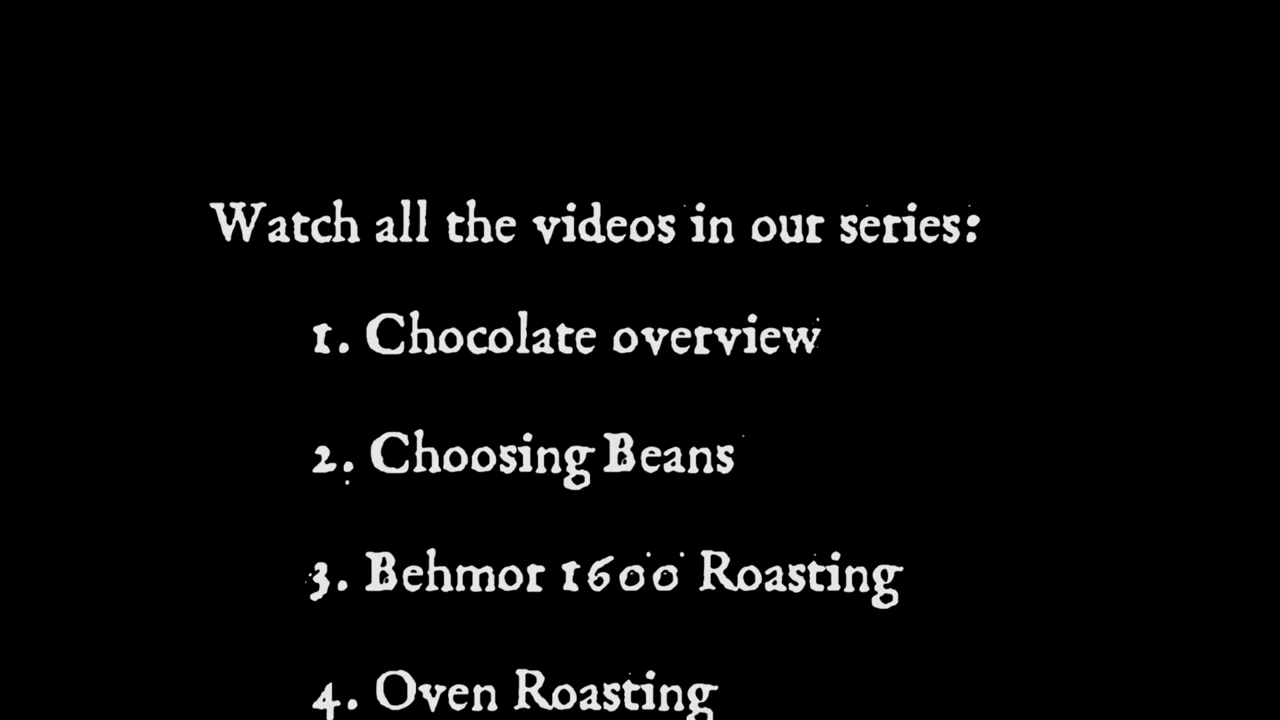 Watch all the videos in our series:
1. Chocolate overview
2. Choosing Beans
3. Behmor 1600 Roasting
4. Oven Roasting